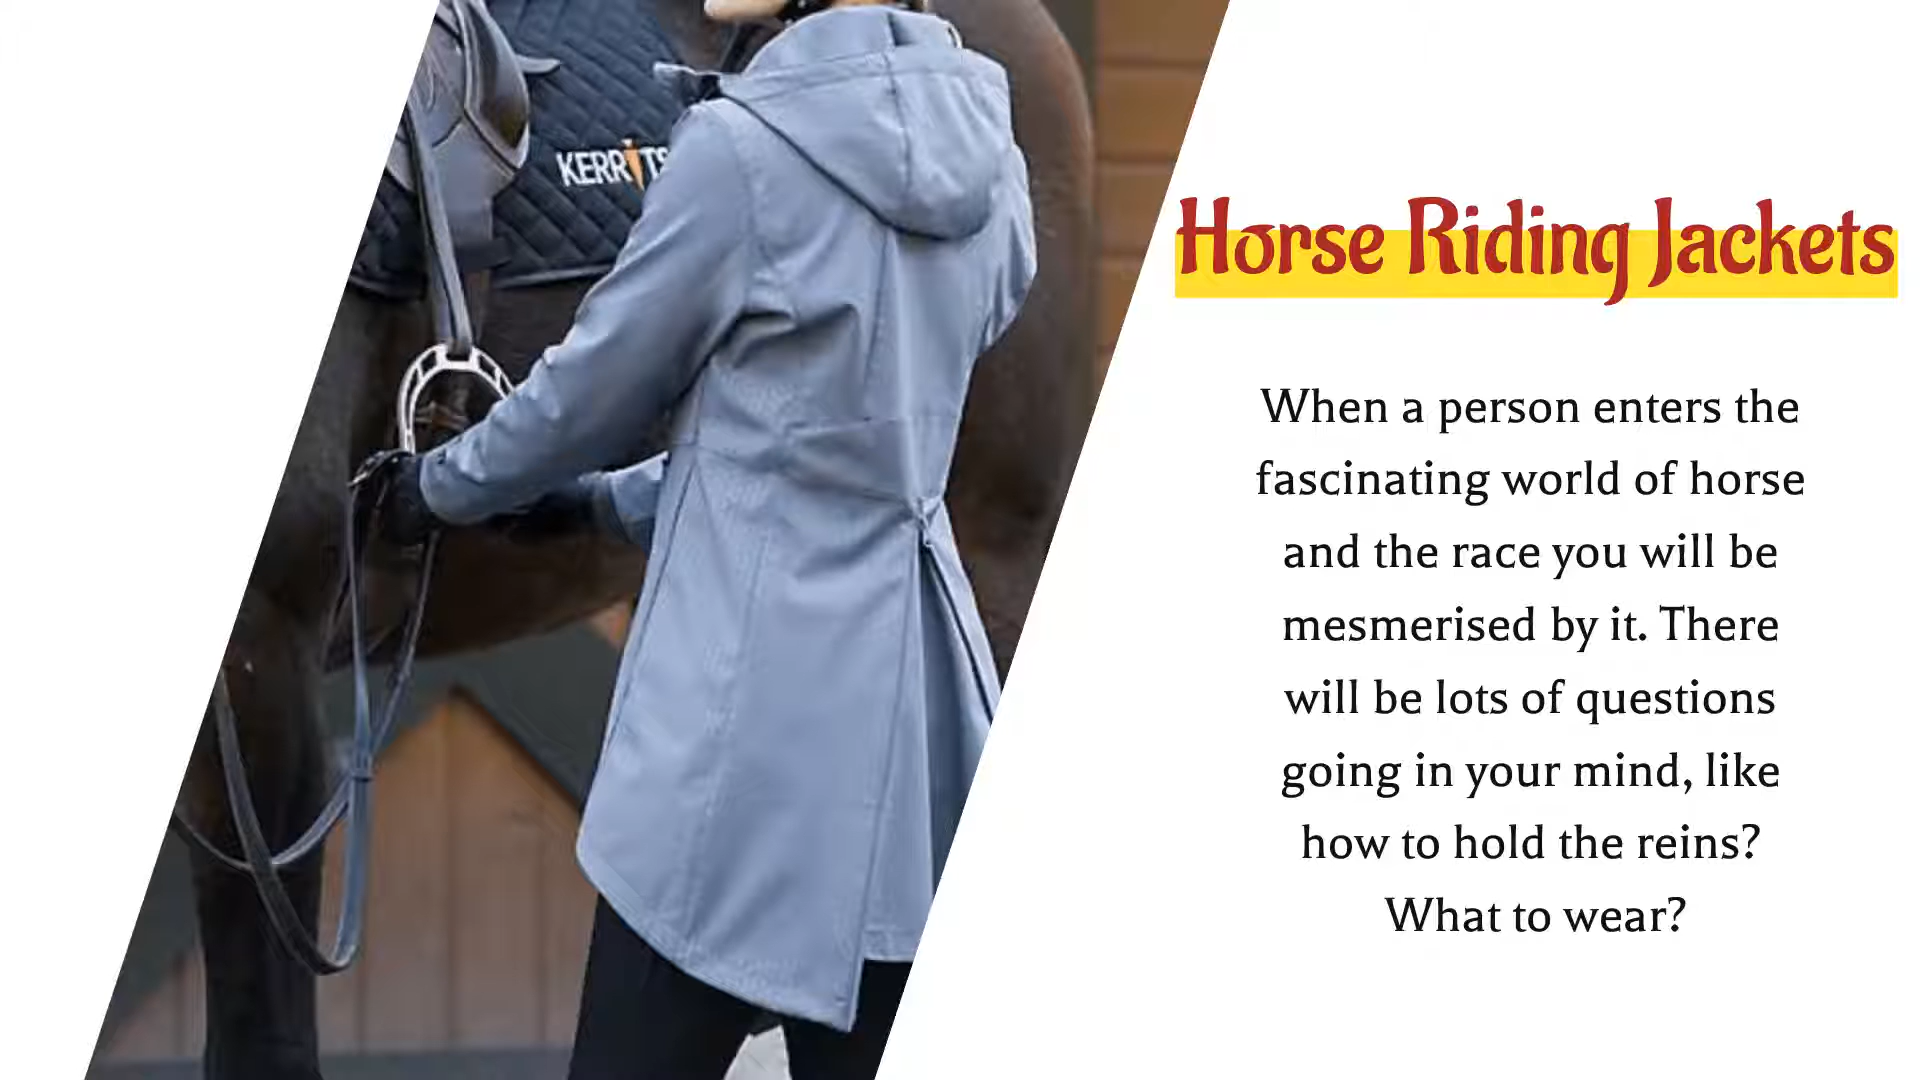 KERRITS
Horse Riding Jackets
When a person enters the
fascinating world of horse
and the race you will be
mesmerised by it. There
will be lots of questions
going in your mind, like
how to hold the reins?
What to wear?